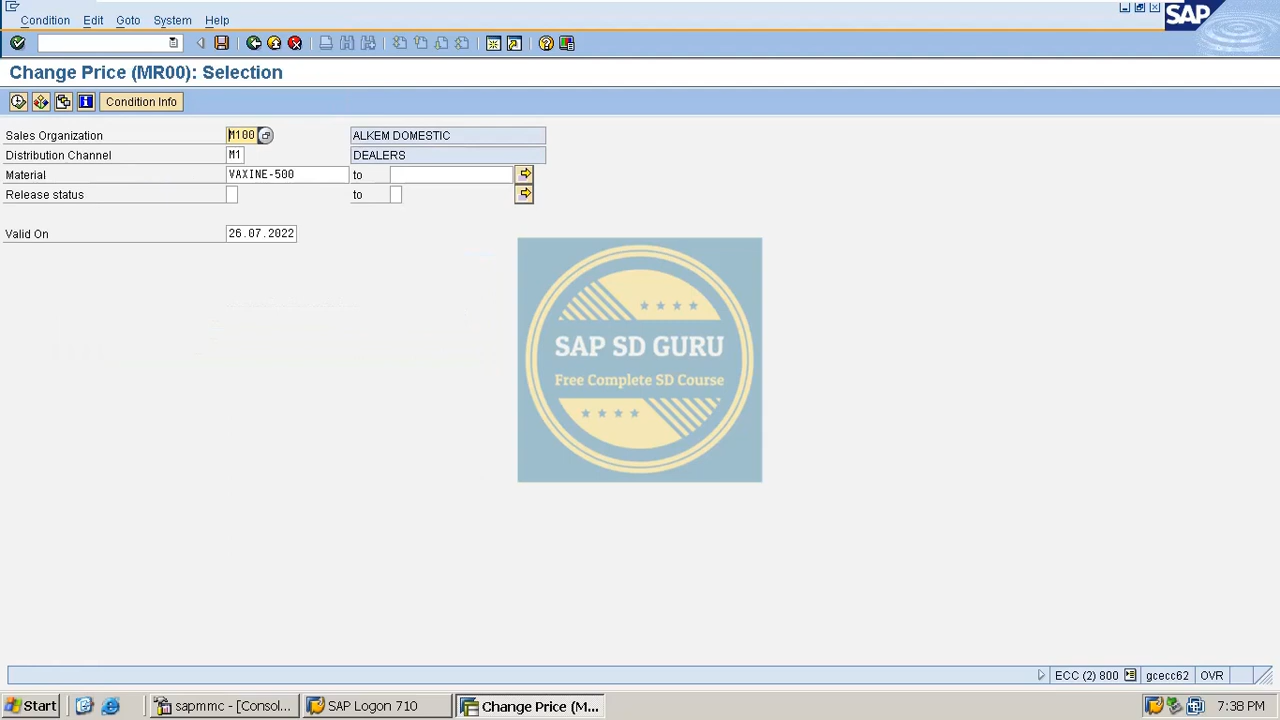 Condition Edit Goto System Help
SAP
Change Price (MR00): Selection
Condition Info
Sales Organization M100 ALKEM DOMESTIC
Distribution Channel M1 DEALERS
Material VAXINE-500 to
Release status to
Valid On 26.07.2022
SAP SD GURU
Free Complete SD Course
ECC (2) 800 gcecc62 OVR
Start sapmmc - [Consol... SAP Logon 710 Change Price (M... 7:38 PM